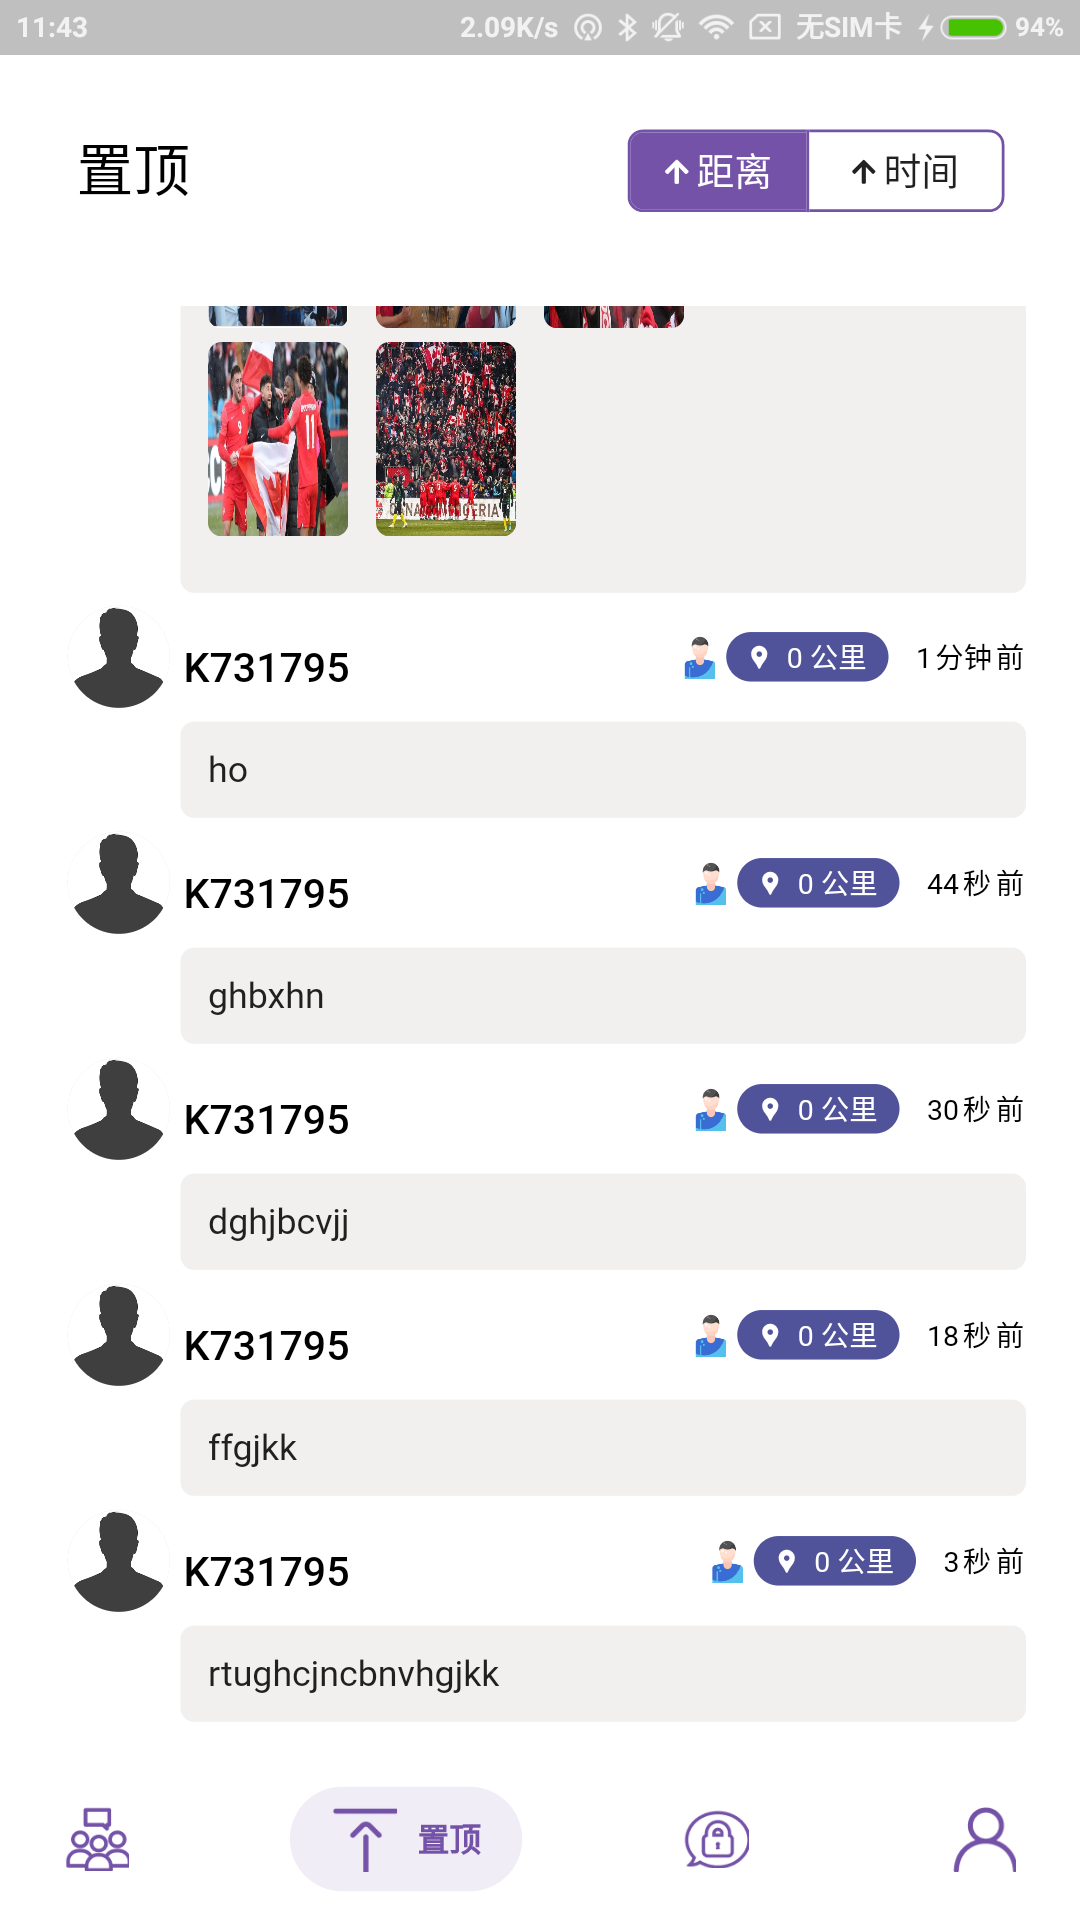 11:43 2.09K/s 无SIM卡 94%
置顶 距离 时间
K731795 0 公里 1分钟前
ho
K731795 0 公里 44秒前
ghbxhn
K731795 0 公里 30秒前
dghjbcvjj
K731795 0 公里 18秒前
ffgjkk
K731795 0 公里 3秒前
rtughcjncbnvhgjkk
置顶